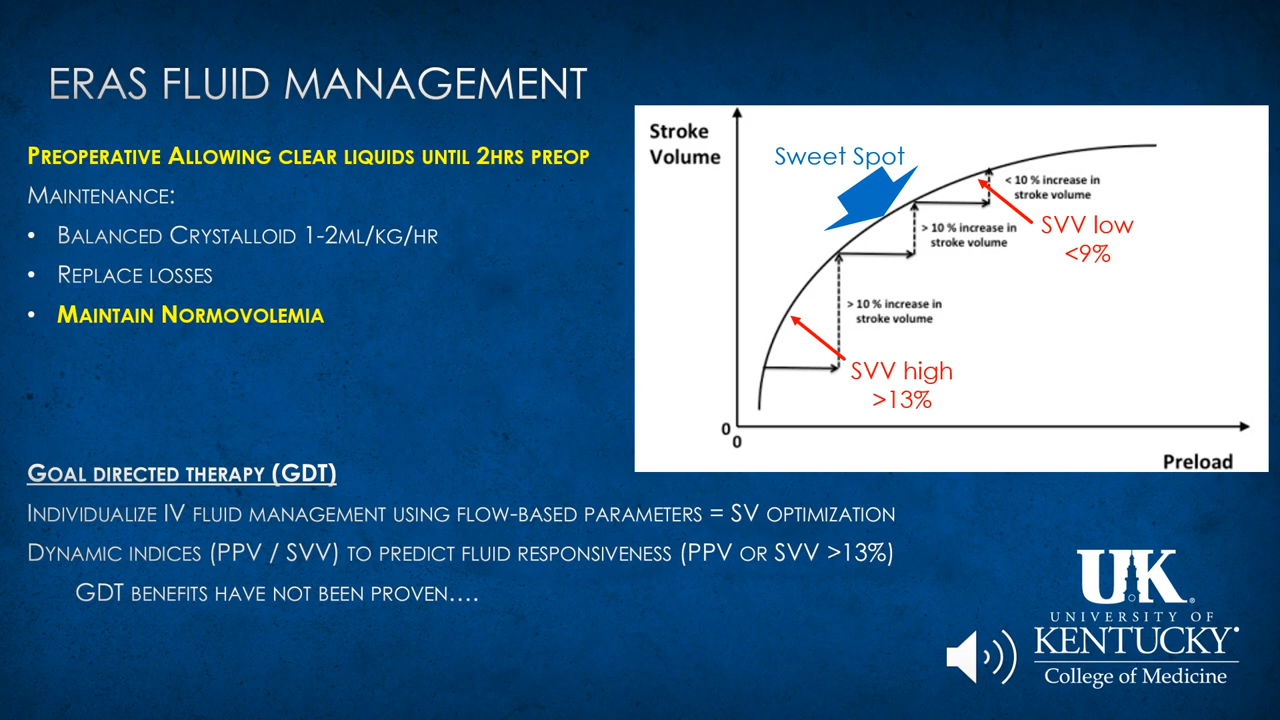 ERAS FLUID MANAGEMENT
PREOPERATIVE ALLOWING CLEAR LIQUIDS UNTIL 2HRS PREOP
MAINTENANCE:
• BALANCED CRYSTALLOID 1-2ML/KG/HR
• REPLACE LOSSES
• MAINTAIN NORMOVOLEMIA
Stroke
Volume
Sweet Spot
< 10 % increase in
stroke volume
SVV low
<9%
> 10 % increase in
stroke volume
> 10 % increase in
stroke volume
SVV high
>13%
0
0
Preload
GOAL DIRECTED THERAPY (GDT)
INDIVIDUALIZE IV FLUID MANAGEMENT USING FLOW-BASED PARAMETERS = SV OPTIMIZATION
DYNAMIC INDICES (PPV / SVV) TO PREDICT FLUID RESPONSIVENESS (PPV OR SVV >13%)
GDT BENEFITS HAVE NOT BEEN PROVEN....
UK®
UNIVERSITY OF
KENTUCKY
College of Medicine